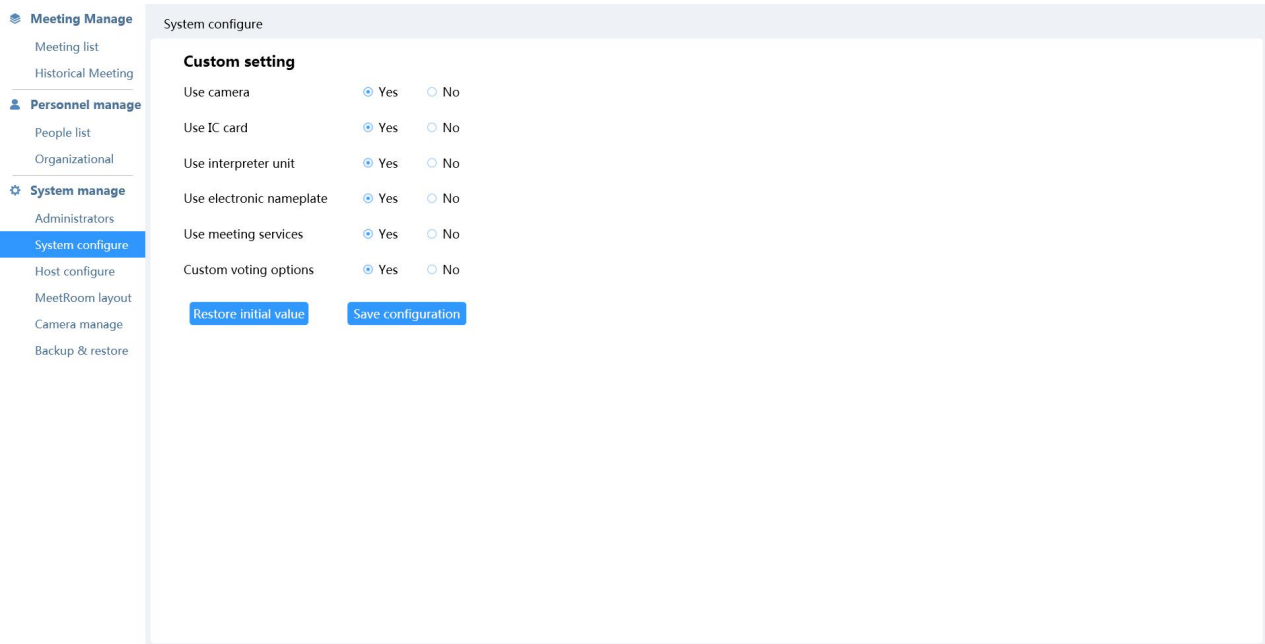 Meeting Manage
Meeting list
Historical Meeting
Personnel manage
People list
Organizational
System manage
Administrators
System configure
Host configure
MeetRoom layout
Camera manage
Backup & restore
System configure
Custom setting
Use camera Yes No
Use IC card Yes No
Use interpreter unit Yes No
Use electronic nameplate Yes No
Use meeting services Yes No
Custom voting options Yes No
Restore initial value Save configuration